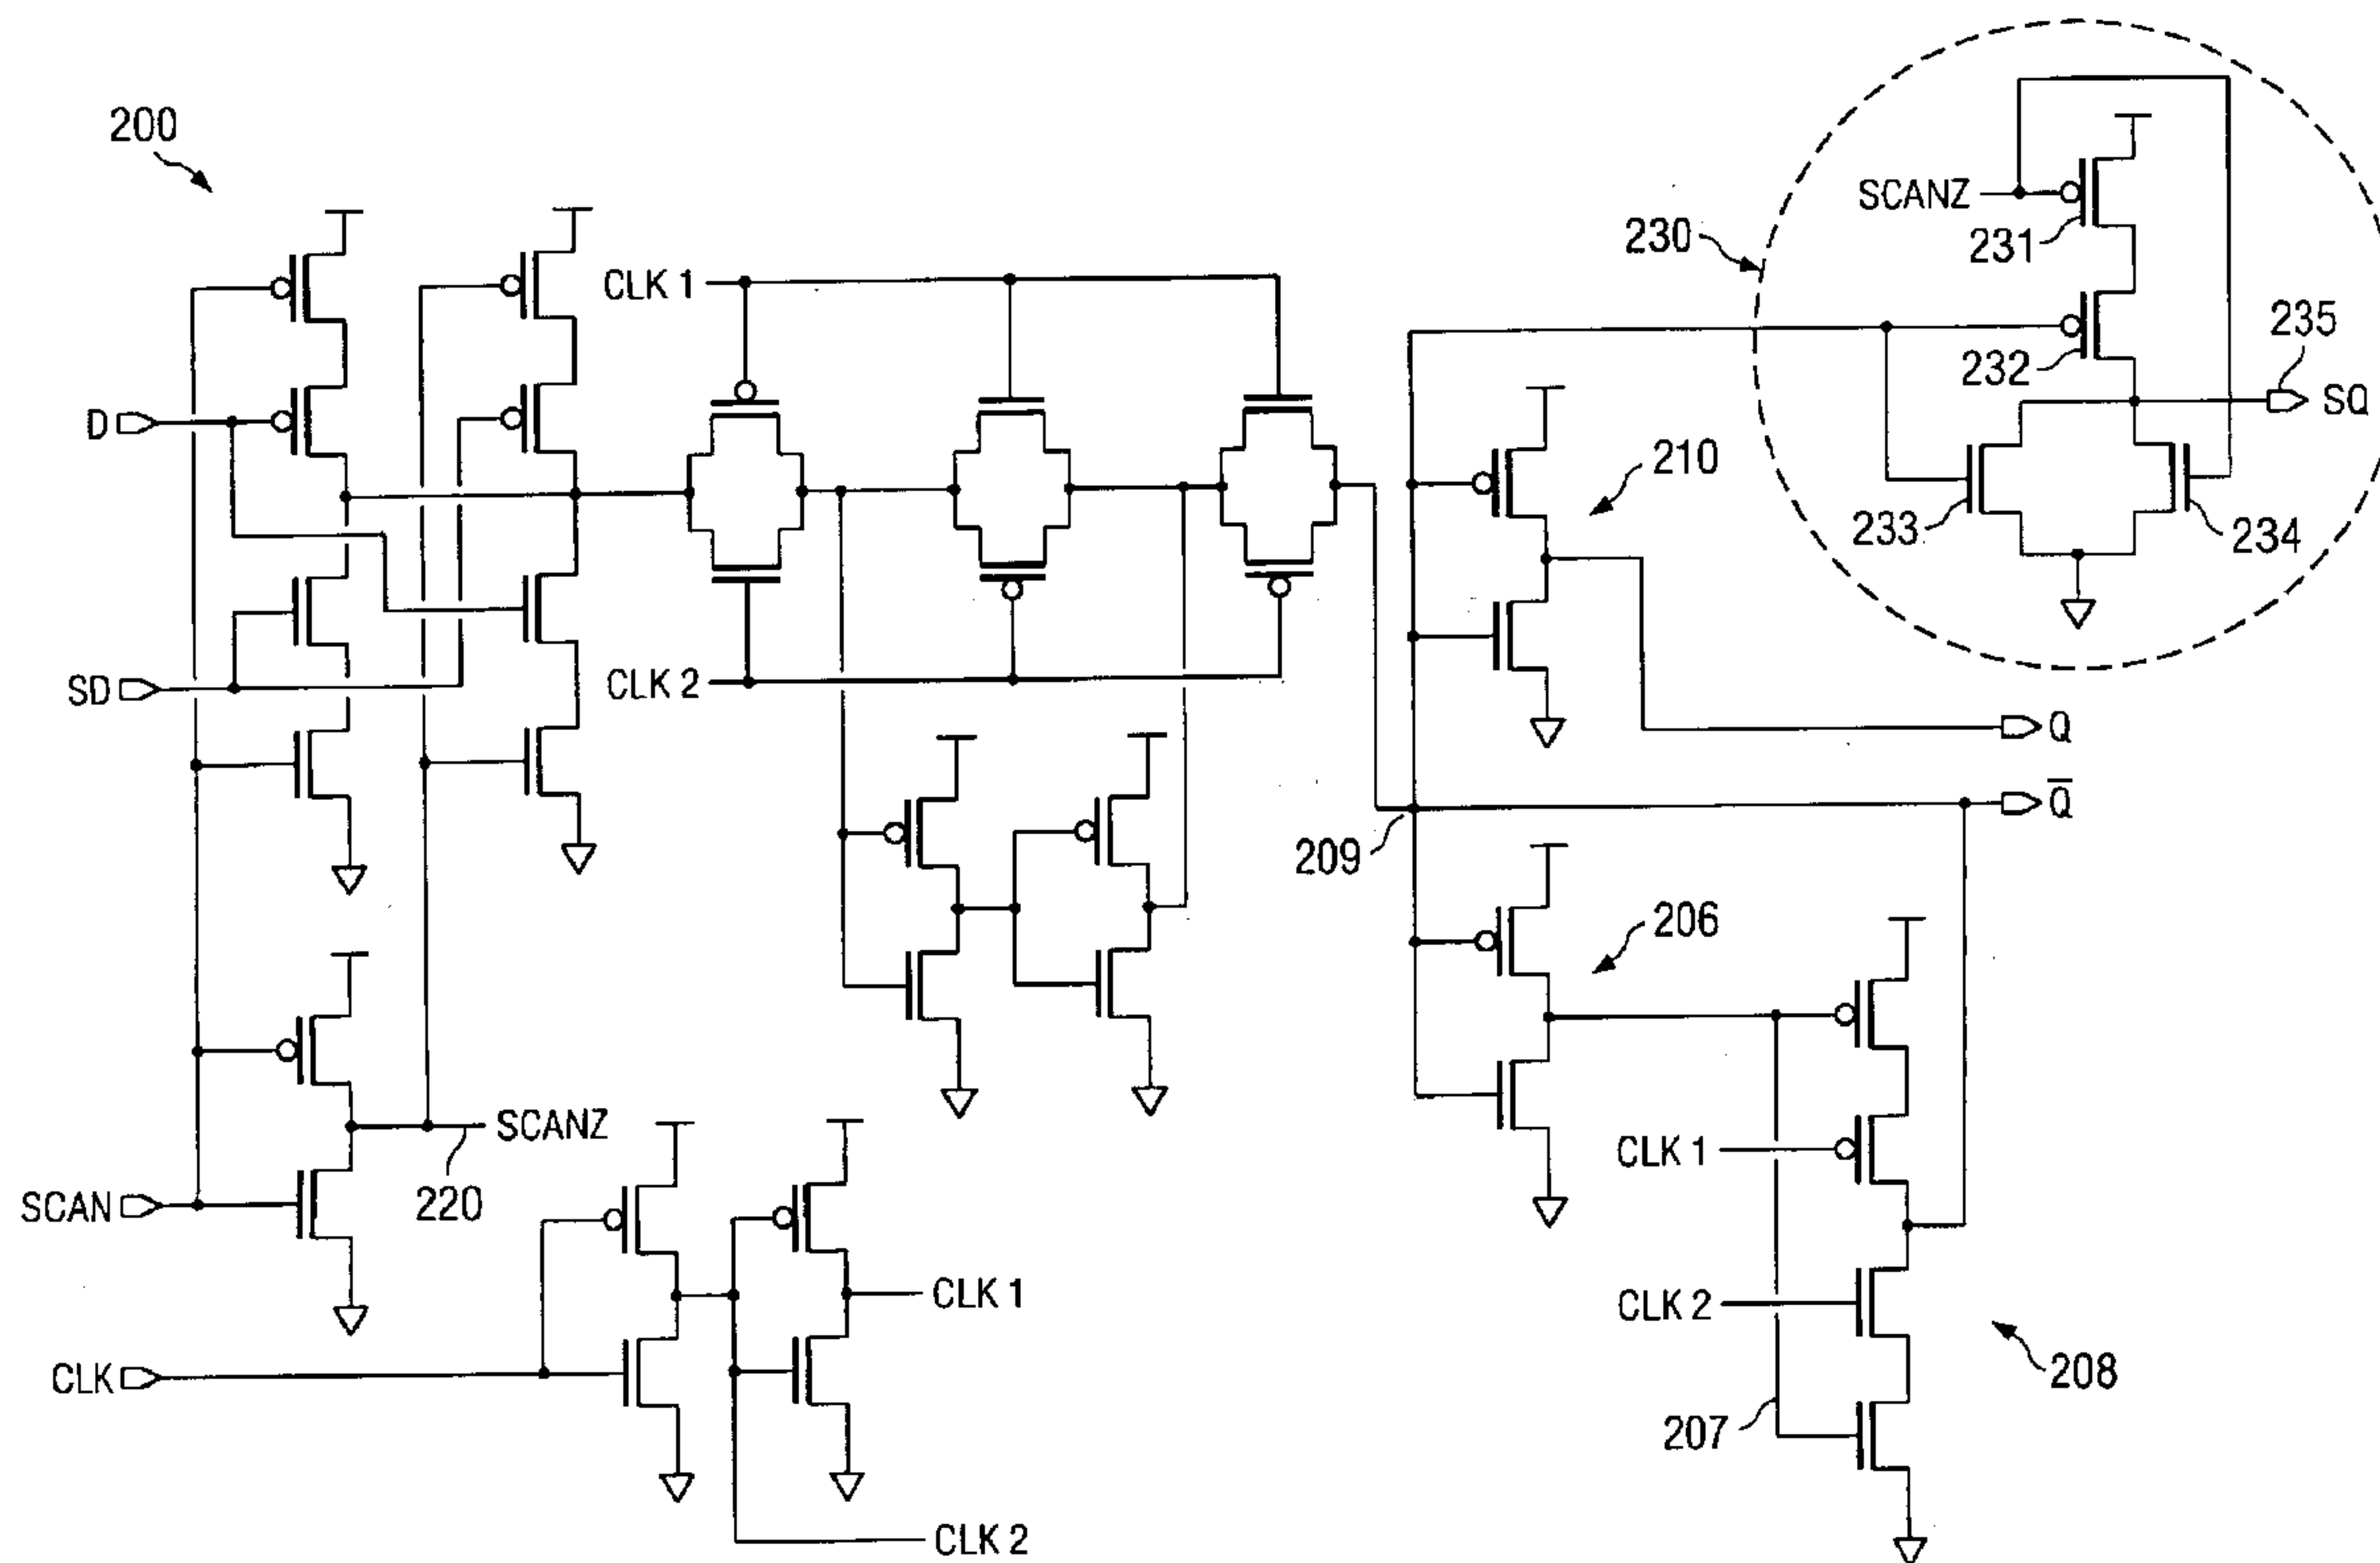 200
SCANZ
231
230
CLK 1
232
235
SQ
D
210
233
234
SD
CLK 2
Q
Q̅
209
206
SCANZ
220
SCAN
CLK 1
CLK 1
CLK 2
208
CLK
207
CLK 2